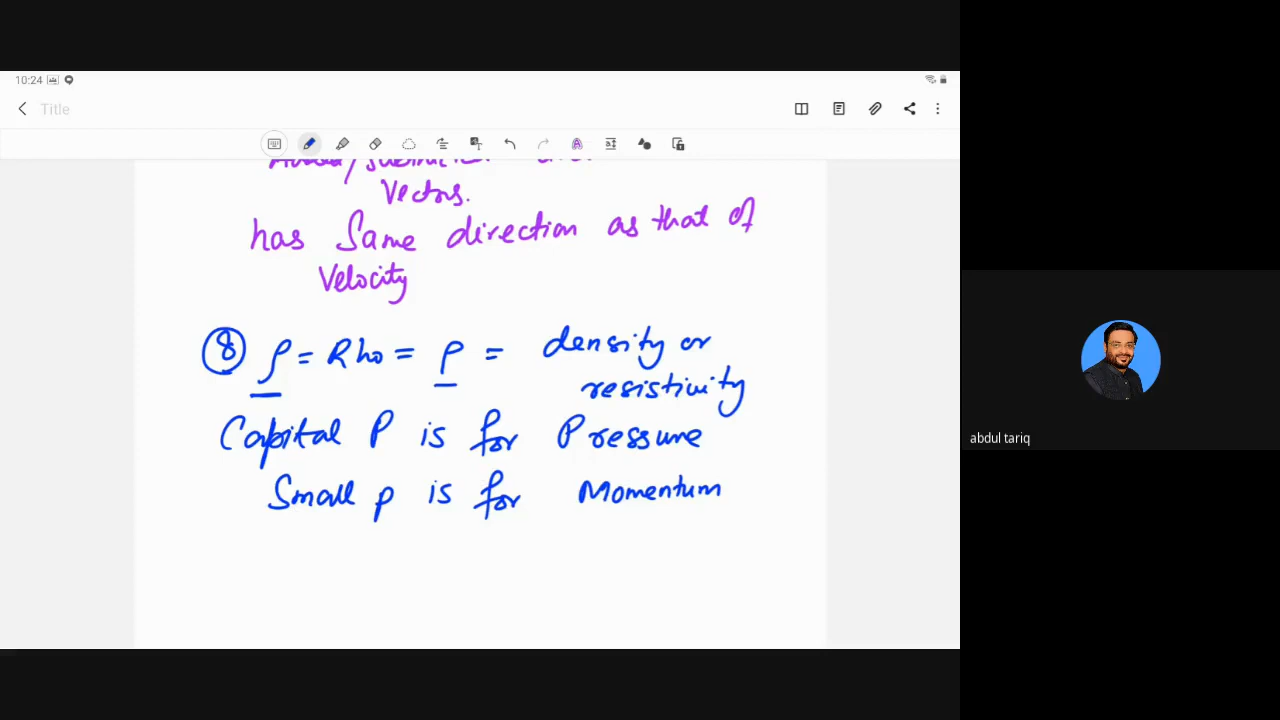 10:24
Title
Vectors.
has Same direction as that of
Velocity
⑧ ρ = Rho = ρ = density or
resistivity
Capital P is for Pressure
Small p is for Momentum
abdul tariq